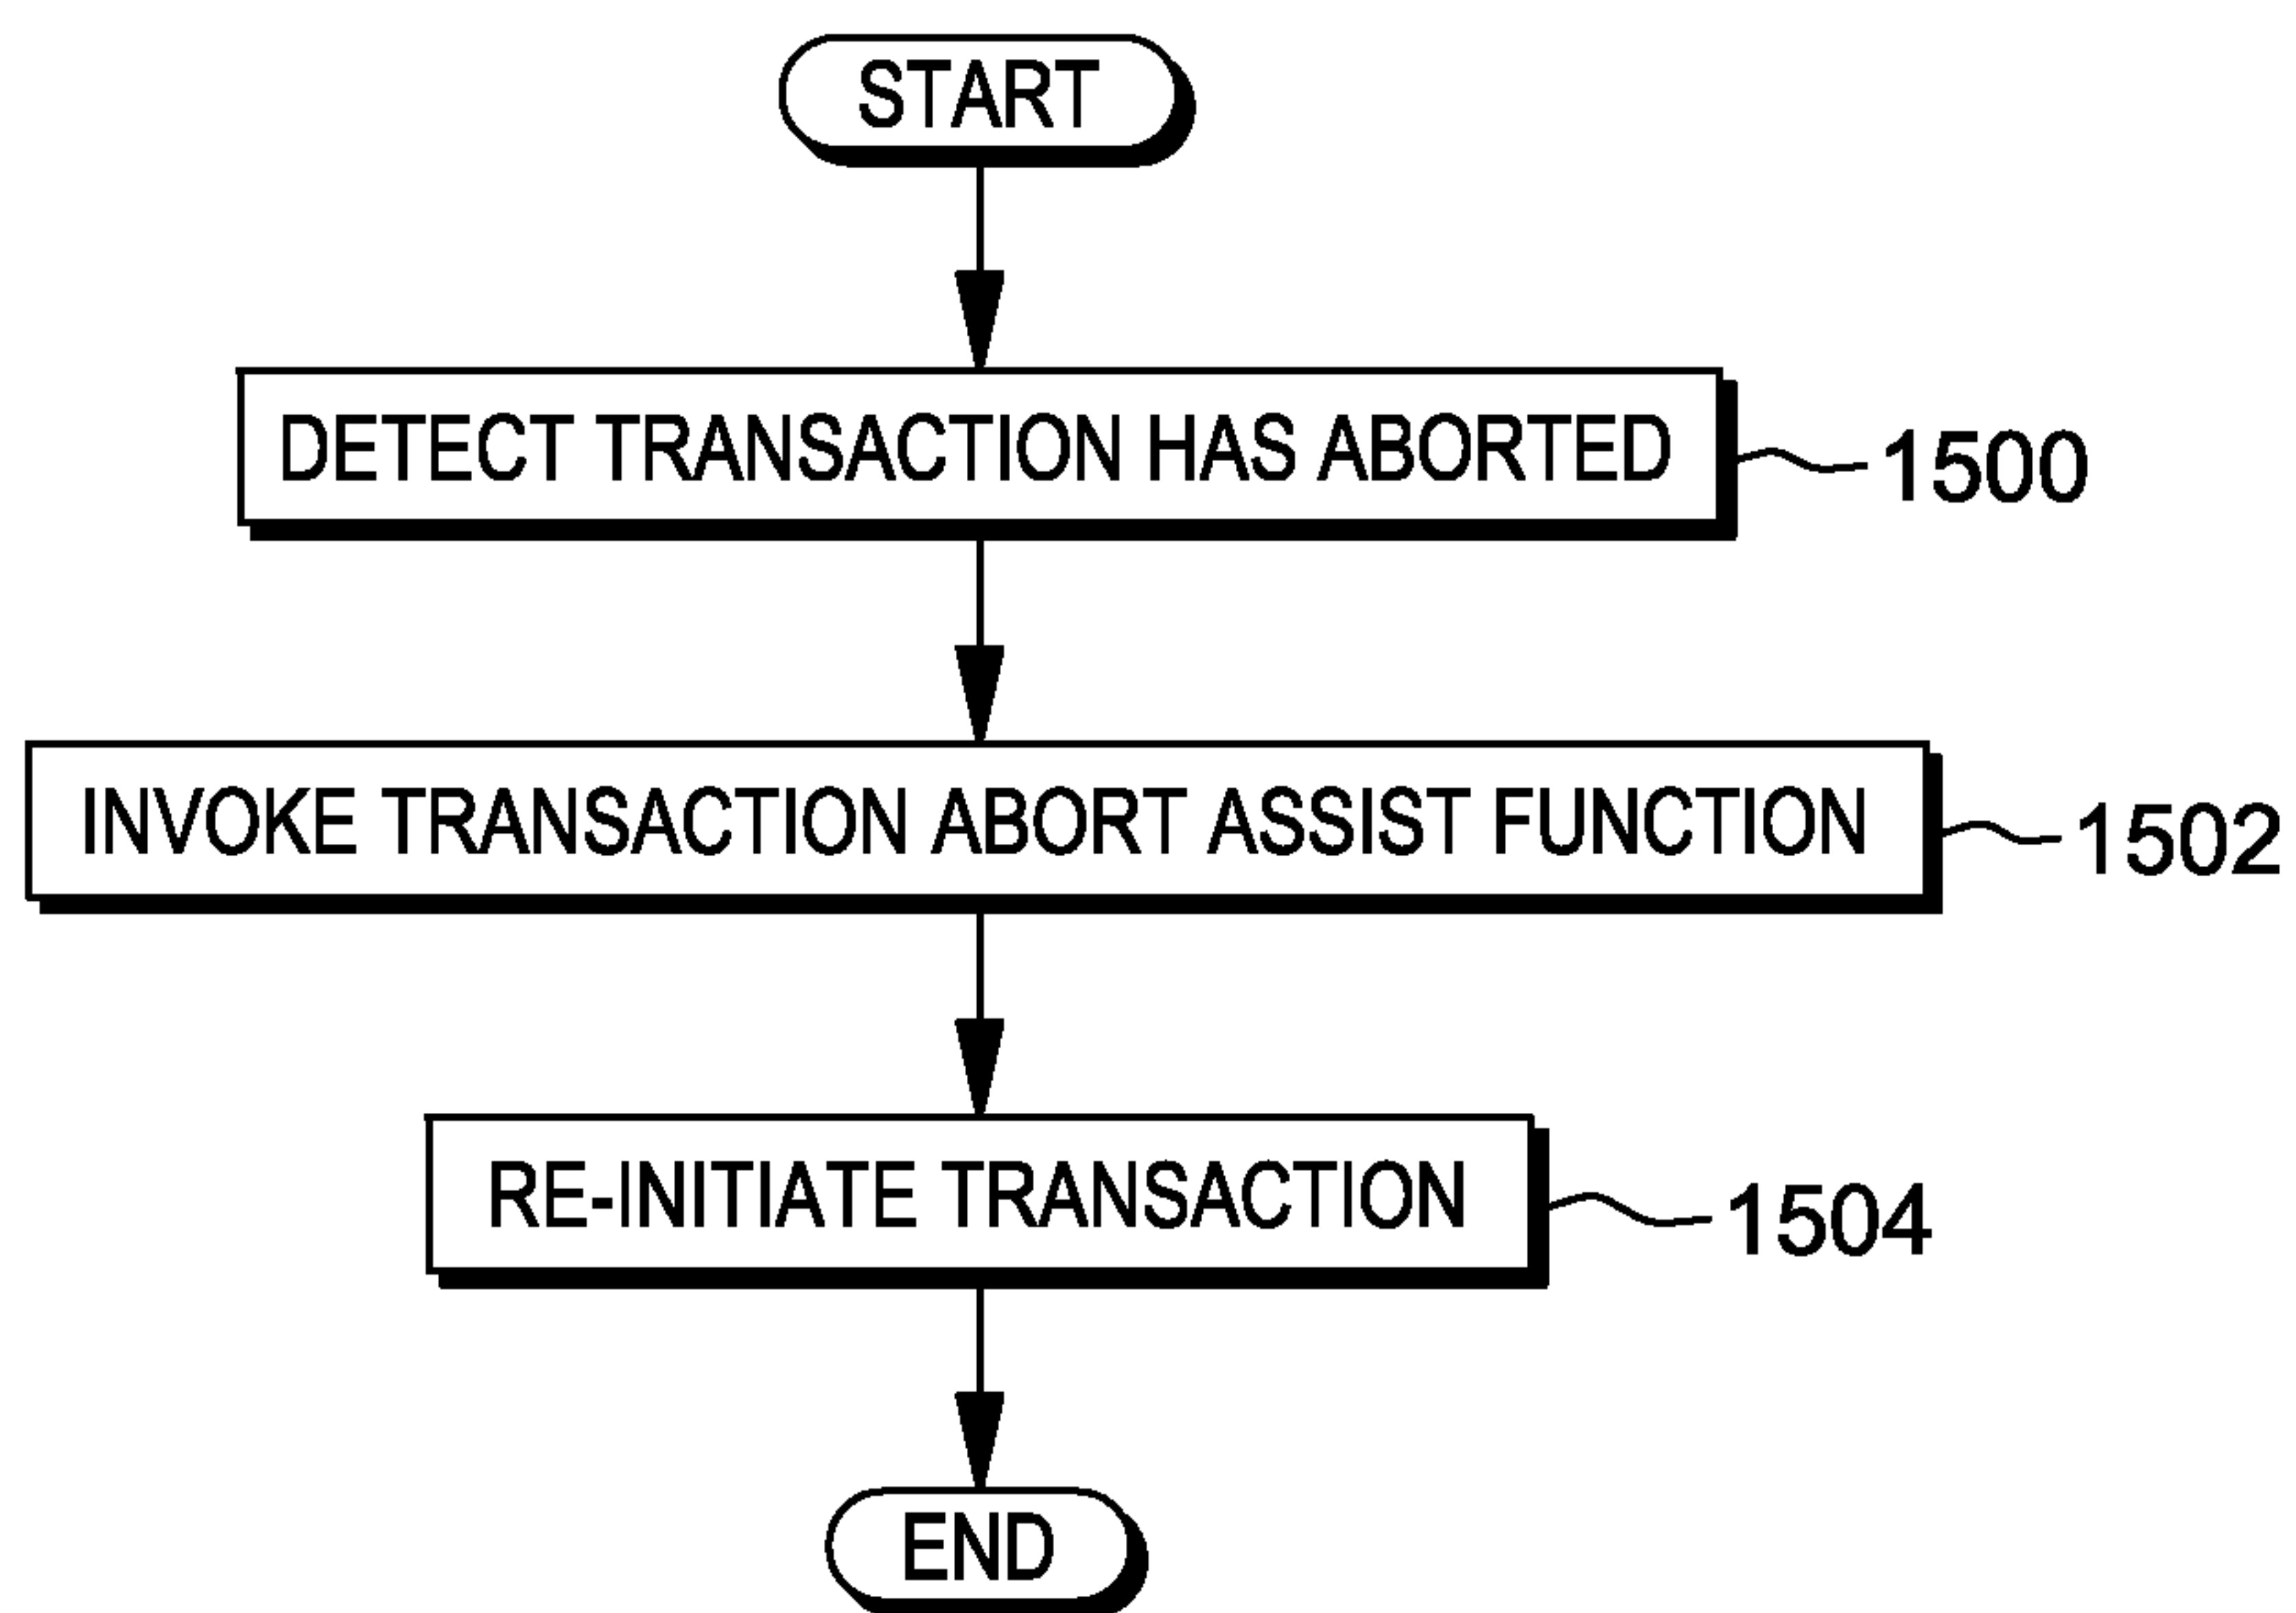 START
DETECT TRANSACTION HAS ABORTED
1500
INVOKE TRANSACTION ABORT ASSIST FUNCTION
1502
RE-INITIATE TRANSACTION
1504
END